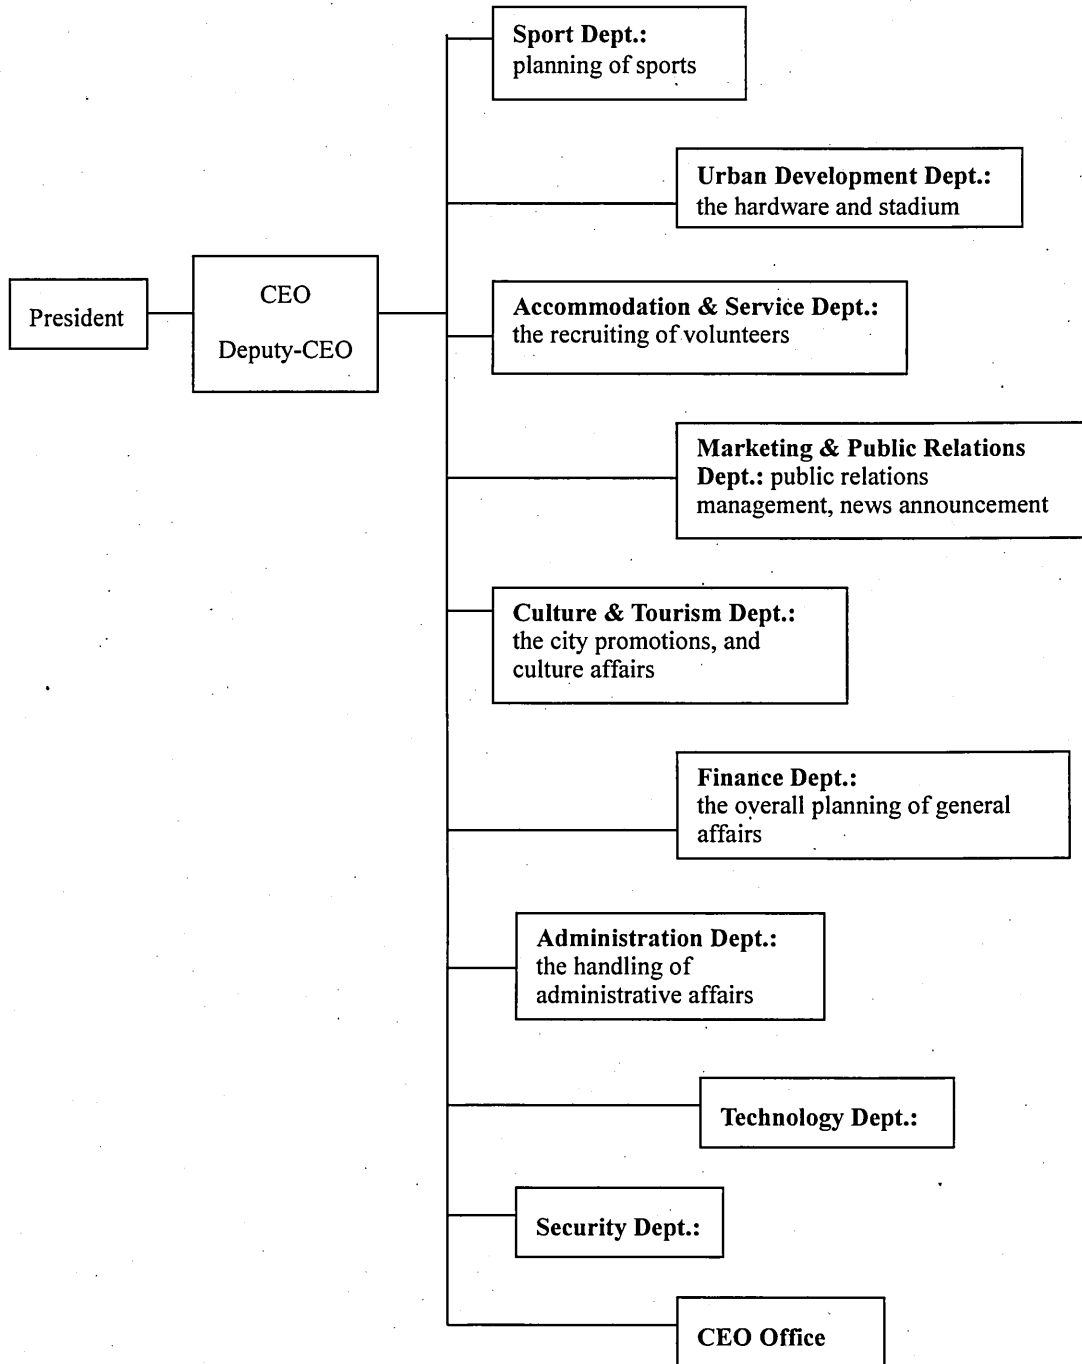 Sport Dept.:
planning of sports
Urban Development Dept.:
the hardware and stadium
President
CEO
Deputy-CEO
Accommodation & Service Dept.:
the recruiting of volunteers
Marketing & Public Relations
Dept.: public relations
management, news announcement
Culture & Tourism Dept.:
the city promotions, and
culture affairs
Finance Dept.:
the overall planning of general
affairs
Administration Dept.:
the handling of
administrative affairs
Technology Dept.:
Security Dept.:
CEO Office